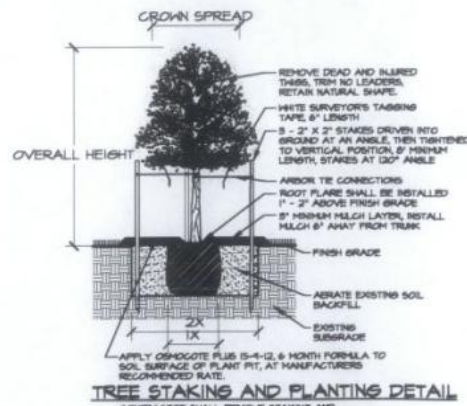 CROWN SPREAD
REMOVE DEAD AND INJURED
TWIGS, TRIM NO LEADERS,
RETAIN NATURAL SHAPE.
WHITE SURVEYOR'S TAGGING
TAPE, 6" LENGTH
3 - 2" X 2" STAKES DRIVEN INTO
GROUND AT AN ANGLE, THEN TIGHTENED
TO VERTICAL POSITION, 8' MINIMUM
LENGTH, STAKES AT 120° ANGLE
OVERALL HEIGHT
ARBOR TIE CONNECTIONS
ROOT FLARE SHALL BE INSTALLED
1" - 2" ABOVE FINISH GRADE
3" MINIMUM MULCH LAYER, INSTALL
MULCH 6" AWAY FROM TRUNK
FINISH GRADE
AERATE EXISTING SOIL
BACKFILL
EXISTING
SUBGRADE
2X
1X
APPLY OSMOCOTE PLUS 15-9-12, 6 MONTH FORMULA TO
SOIL SURFACE OF PLANT PIT, AT MANUFACTURERS
RECOMMENDED RATE.
TREE STAKING AND PLANTING DETAIL